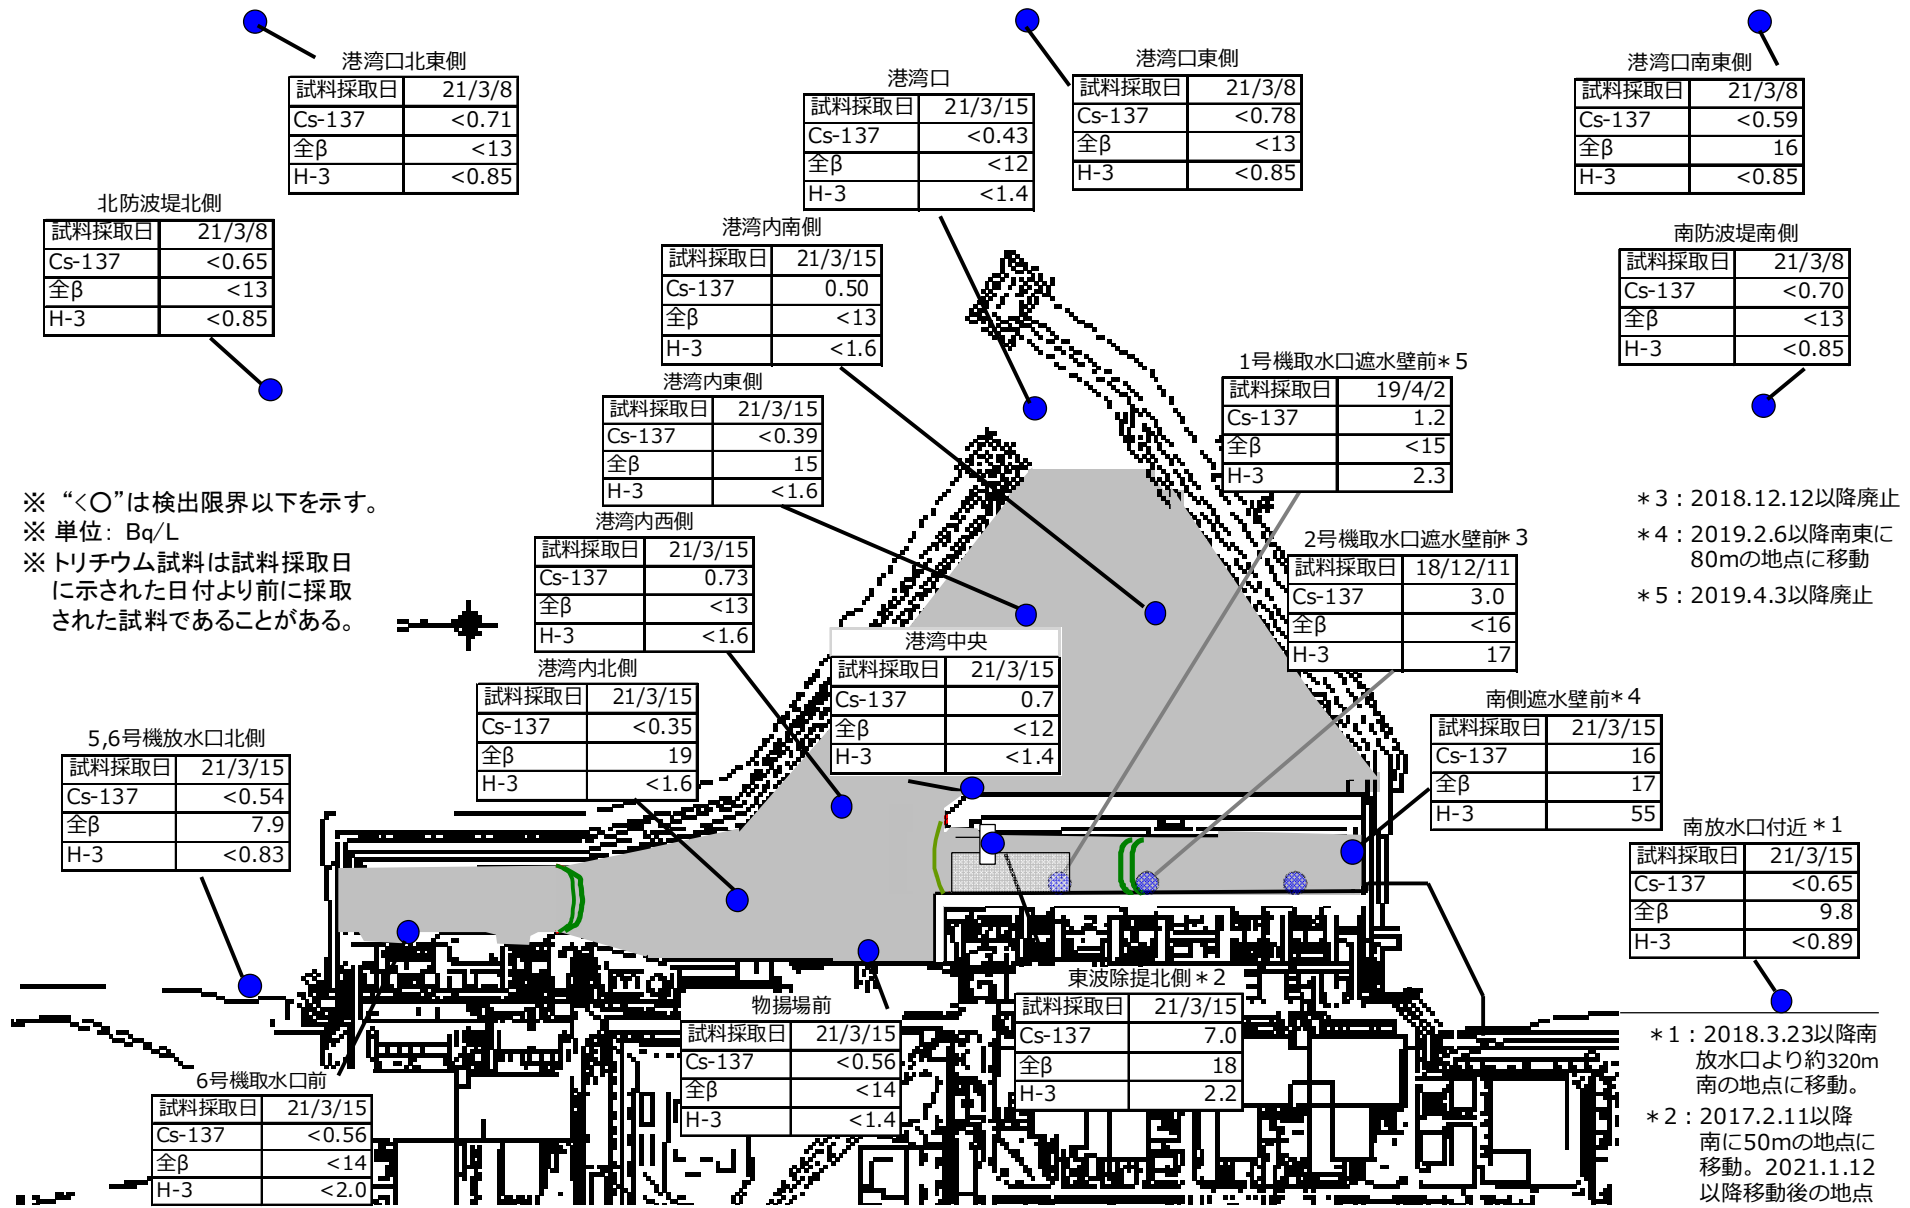 港湾口北東側
試料採取日 21/3/8
Cs-137 <0.71
全β <13
H-3 <0.85
港湾口
試料採取日 21/3/15
Cs-137 <0.43
全β <12
H-3 <1.4
港湾口東側
試料採取日 21/3/8
Cs-137 <0.78
全β <13
H-3 <0.85
港湾口南東側
試料採取日 21/3/8
Cs-137 <0.59
全β 16
H-3 <0.85
北防波堤北側
試料採取日 21/3/8
Cs-137 <0.65
全β <13
H-3 <0.85
港湾内南側
試料採取日 21/3/15
Cs-137 0.50
全β <13
H-3 <1.6
南防波堤南側
試料採取日 21/3/8
Cs-137 <0.70
全β <13
H-3 <0.85
港湾内東側
試料採取日 21/3/15
Cs-137 <0.39
全β 15
H-3 <1.6
1号機取水口遮水壁前＊5
試料採取日 19/4/2
Cs-137 1.2
全β <15
H-3 2.3
※ “<〇”は検出限界以下を示す。
※ 単位: Bq/L
※ トリチウム試料は試料採取日
に示された日付より前に採取
された試料であることがある。
港湾内西側
試料採取日 21/3/15
Cs-137 0.73
全β <13
H-3 <1.6
2号機取水口遮水壁前＊3
試料採取日 18/12/11
Cs-137 3.0
全β <16
H-3 17
＊3：2018.12.12以降廃止
＊4：2019.2.6以降南東に
80mの地点に移動
＊5：2019.4.3以降廃止
港湾内北側
試料採取日 21/3/15
Cs-137 <0.35
全β 19
H-3 <1.6
港湾中央
試料採取日 21/3/15
Cs-137 0.7
全β <12
H-3 <1.4
南側遮水壁前＊4
試料採取日 21/3/15
Cs-137 16
全β 17
H-3 55
5,6号機放水口北側
試料採取日 21/3/15
Cs-137 <0.54
全β 7.9
H-3 <0.83
南放水口付近＊1
試料採取日 21/3/15
Cs-137 <0.65
全β 9.8
H-3 <0.89
6号機取水口前
試料採取日 21/3/15
Cs-137 <0.56
全β <14
H-3 <2.0
物揚場前
試料採取日 21/3/15
Cs-137 <0.56
全β <14
H-3 <1.4
東波除堤北側＊2
試料採取日 21/3/15
Cs-137 7.0
全β 18
H-3 2.2
＊1：2018.3.23以降南
放水口より約320m
南の地点に移動。
＊2：2017.2.11以降
南に50mの地点に
移動。2021.1.12
以降移動後の地点